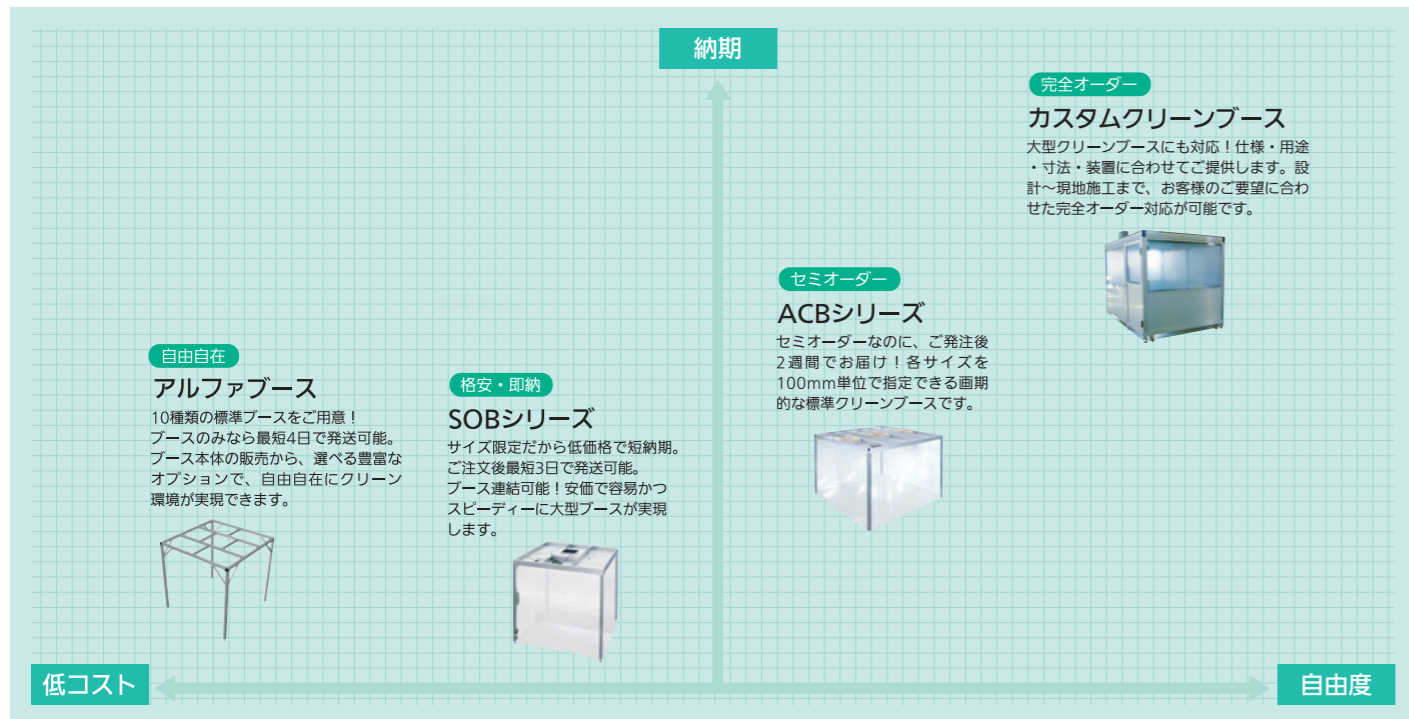 納期
完全オーダー
カスタムクリーンブース
大型クリーンブースにも対応！仕様・用途
・寸法・装置に合わせてご提供します。設
計～現地施工まで、お客様のご要望に合わ
せた完全オーダー対応が可能です。
セミオーダー
ACBシリーズ
セミオーダーなのに、ご発注後
2週間でお届け！各サイズを
100mm単位で指定できる画期
的な標準クリーンブースです。
自由自在
アルファブース
10種類の標準ブースをご用意！
ブースのみなら最短4日で発送可能。
ブース本体の販売から、選べる豊富な
オプションで、自由自在にクリーン
環境が実現できます。
格安・即納
SOBシリーズ
サイズ限定だから低価格で短納期。
ご注文後最短3日で発送可能。
ブース連結可能！安価で容易かつ
スピーディーに大型ブースが実現
します。
低コスト
自由度